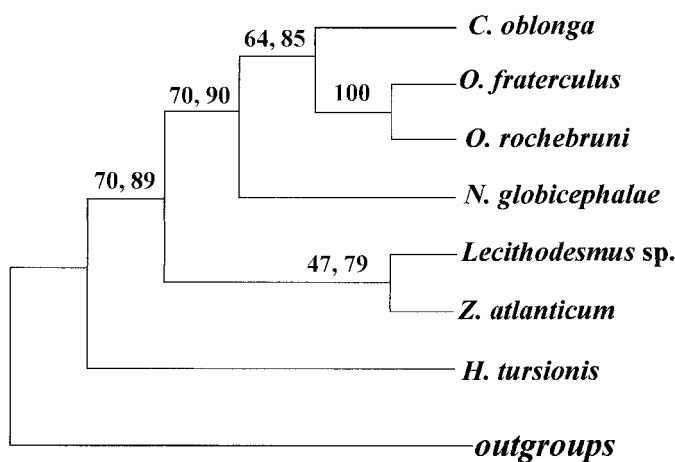 64, 85
C. oblonga
O. fraterculus
100
70, 90
O. rochebruni
70, 89
N. globicephalae
Lecithodesmus sp.
47, 79
Z. atlanticum
H. tursionis
outgroups